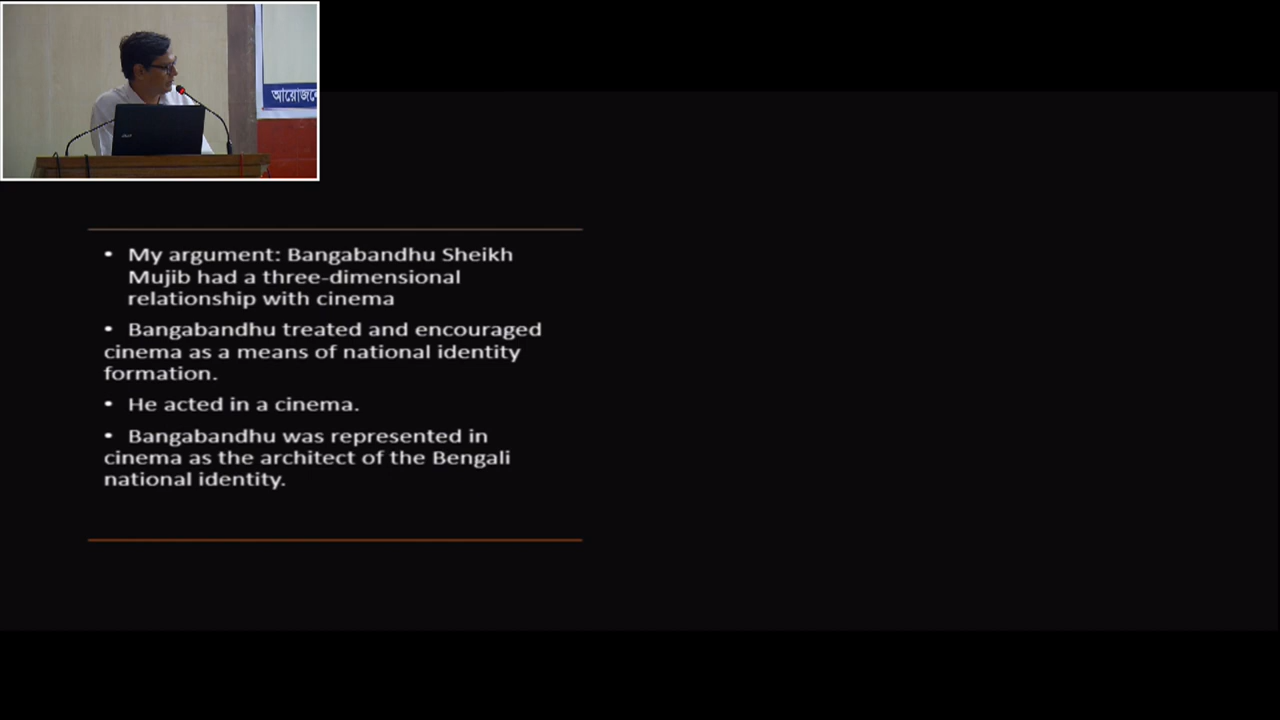 আয়োজনে
• My argument: Bangabandhu Sheikh
Mujib had a three-dimensional
relationship with cinema
• Bangabandhu treated and encouraged
cinema as a means of national identity
formation.
• He acted in a cinema.
• Bangabandhu was represented in
cinema as the architect of the Bengali
national identity.